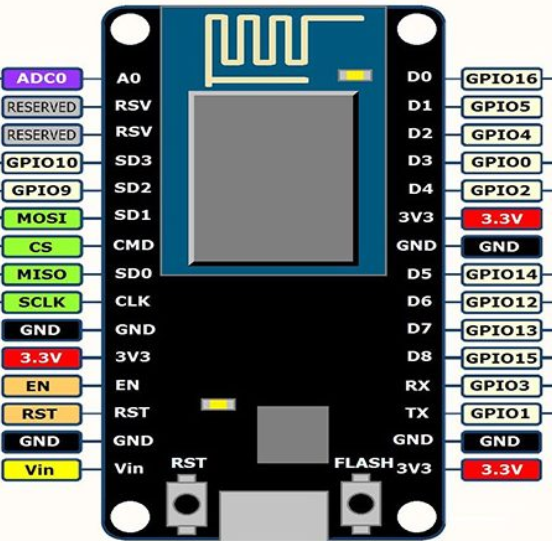 ADC0 A0 D0 GPIO16
RESERVED RSV D1 GPIO5
RESERVED RSV D2 GPIO4
GPIO10 SD3 D3 GPIO0
GPIO9 SD2 D4 GPIO2
MOSI SD1 3V3 3.3V
CS CMD GND GND
MISO SD0 D5 GPIO14
SCLK CLK D6 GPIO12
GND GND D7 GPIO13
3.3V 3V3 D8 GPIO15
EN EN RX GPIO3
RST RST TX GPIO1
GND GND GND GND
Vin Vin RST FLASH 3V3 3.3V